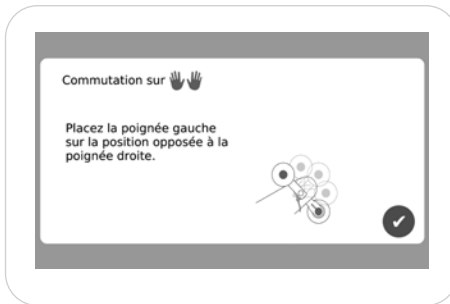 Commutation sur
Placez la poignée gauche
sur la position opposée à la
poignée droite.